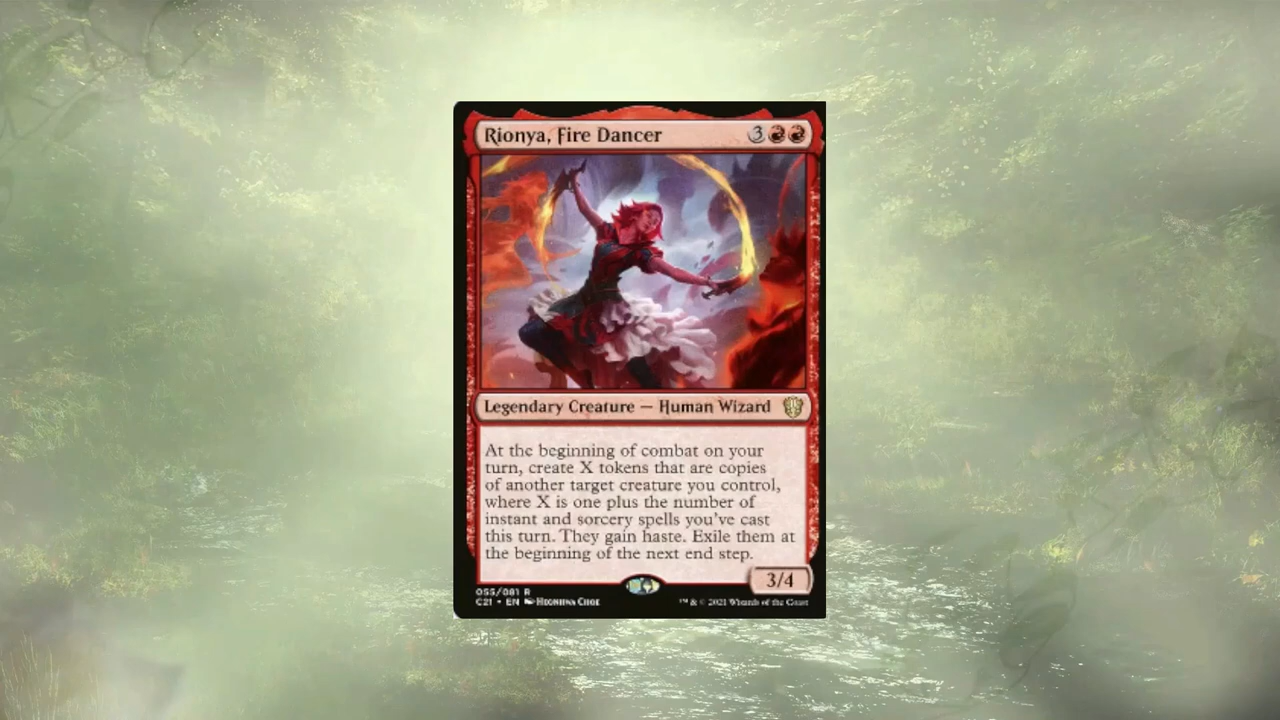 Rionya, Fire Dancer 3
Legendary Creature — Human Wizard
At the beginning of combat on your
turn, create X tokens that are copies
of another target creature you control,
where X is one plus the number of
instant and sorcery spells you've cast
this turn. They gain haste. Exile them at
the beginning of the next end step.
3/4
055/081 R
C21 • EN Heonhwa Choe
™ & © 2021 Wizards of the Coast